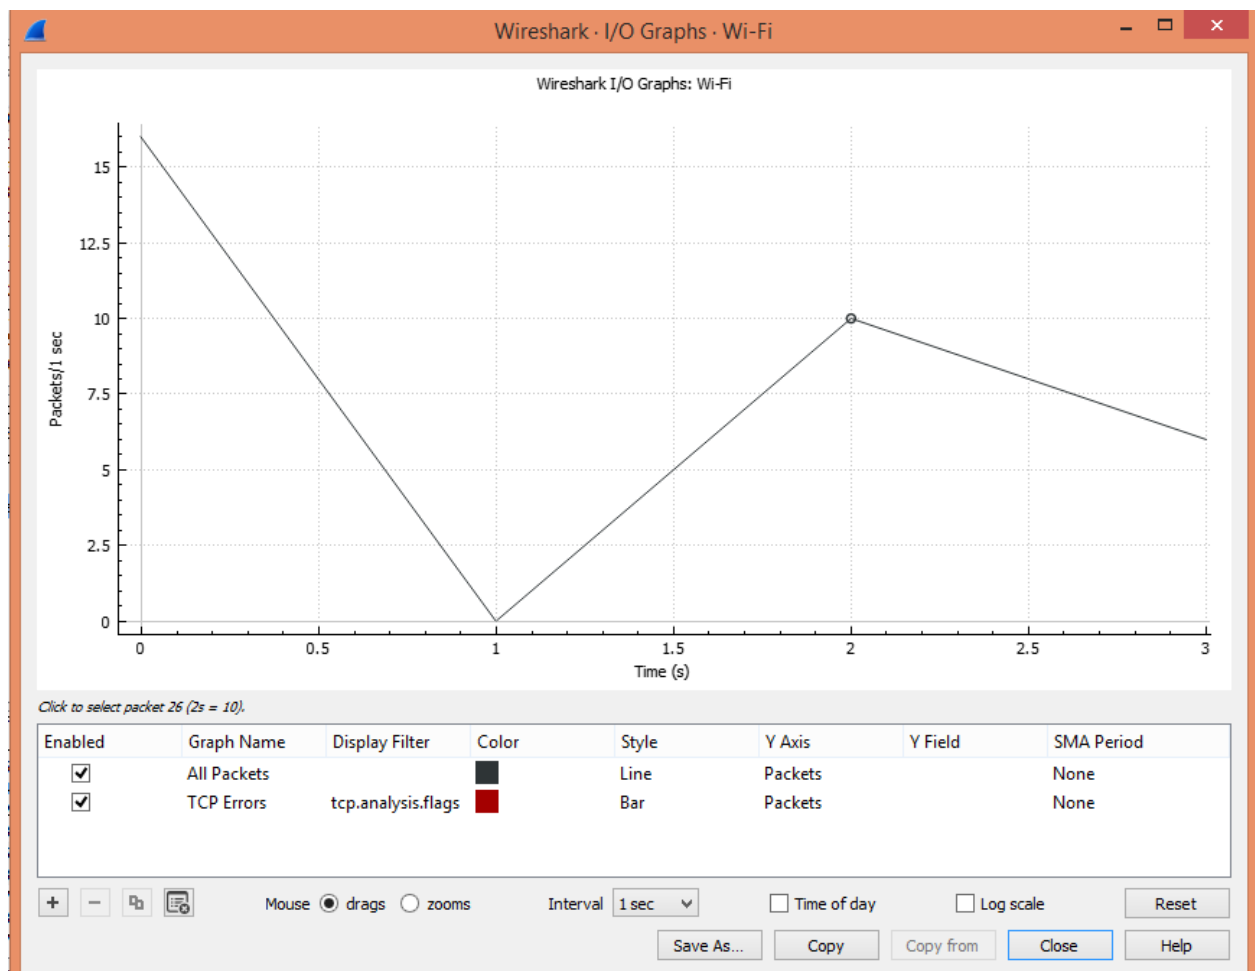 Wireshark · I/O Graphs · Wi-Fi
Wireshark I/O Graphs: Wi-Fi
Packets/1 sec
15
12.5
10
7.5
5
2.5
0
0 0.5 1 1.5 2 2.5 3
Time (s)
Click to select packet 26 (2s = 10).
Enabled Graph Name Display Filter Color Style Y Axis Y Field SMA Period
All Packets Line Packets None
TCP Errors tcp.analysis.flags Bar Packets None
Mouse drags zooms Interval 1 sec Time of day Log scale Reset
Save As... Copy Copy from Close Help